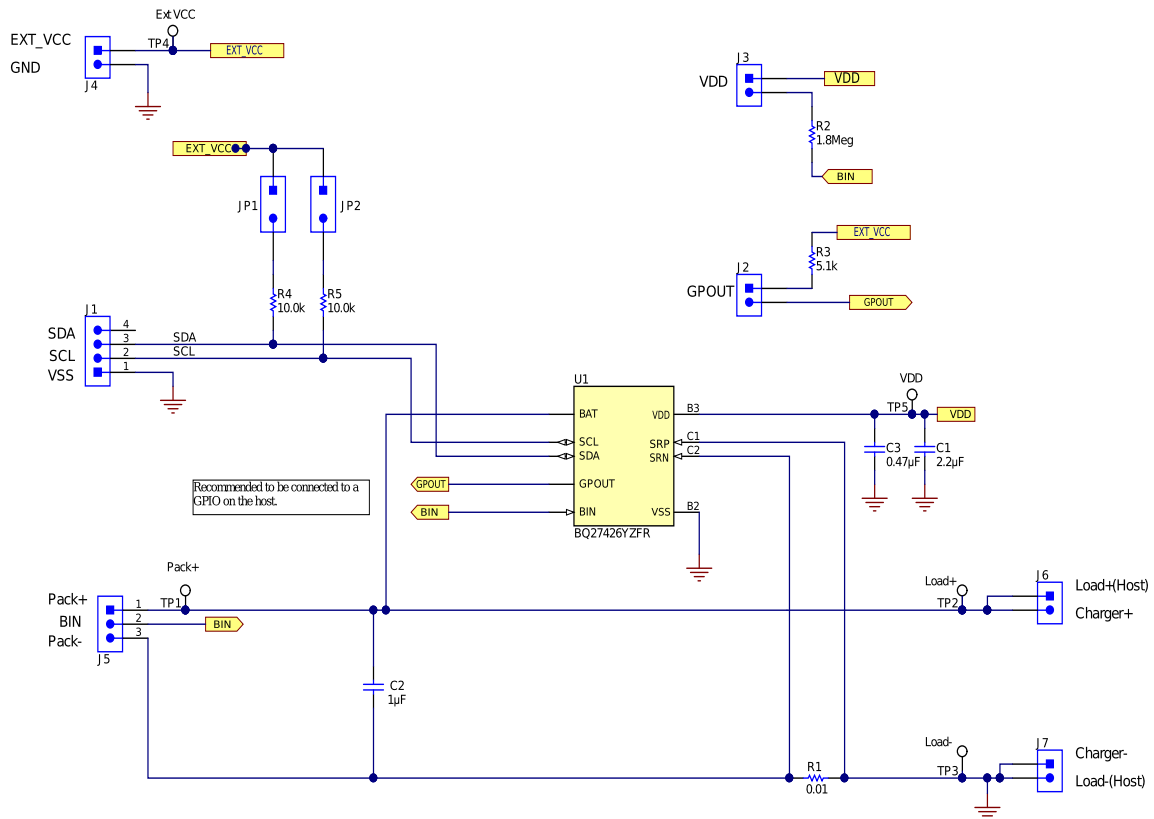 Ext VCC
EXT_VCC
TP4
EXT_VCC
GND
J4
J3
VDD
VDD
R2
1.8Meg
BIN
EXT_VCC
JP1
JP2
EXT_VCC
R3
5.1k
J2
GPOUT
GPOUT
R4
10.0k
R5
10.0k
J1
SDA
4
3
SDA
SCL
2
SCL
VSS
1
U1
BAT
SCL
SDA
GPOUT
BIN
VDD
SRP
SRN
VSS
B3
C1
C2
B2
BQ27426YZFR
VDD
TP5
VDD
C3
0.47µF
C1
2.2µF
GPOUT
BIN
Recommended to be connected to a
GPIO on the host.
Pack+
Pack+
1
TP1
BIN
2
BIN
Pack-
3
J5
C2
1µF
Load+
TP2
J6
Load+(Host)
Charger+
R1
0.01
Load-
TP3
J7
Charger-
Load-(Host)